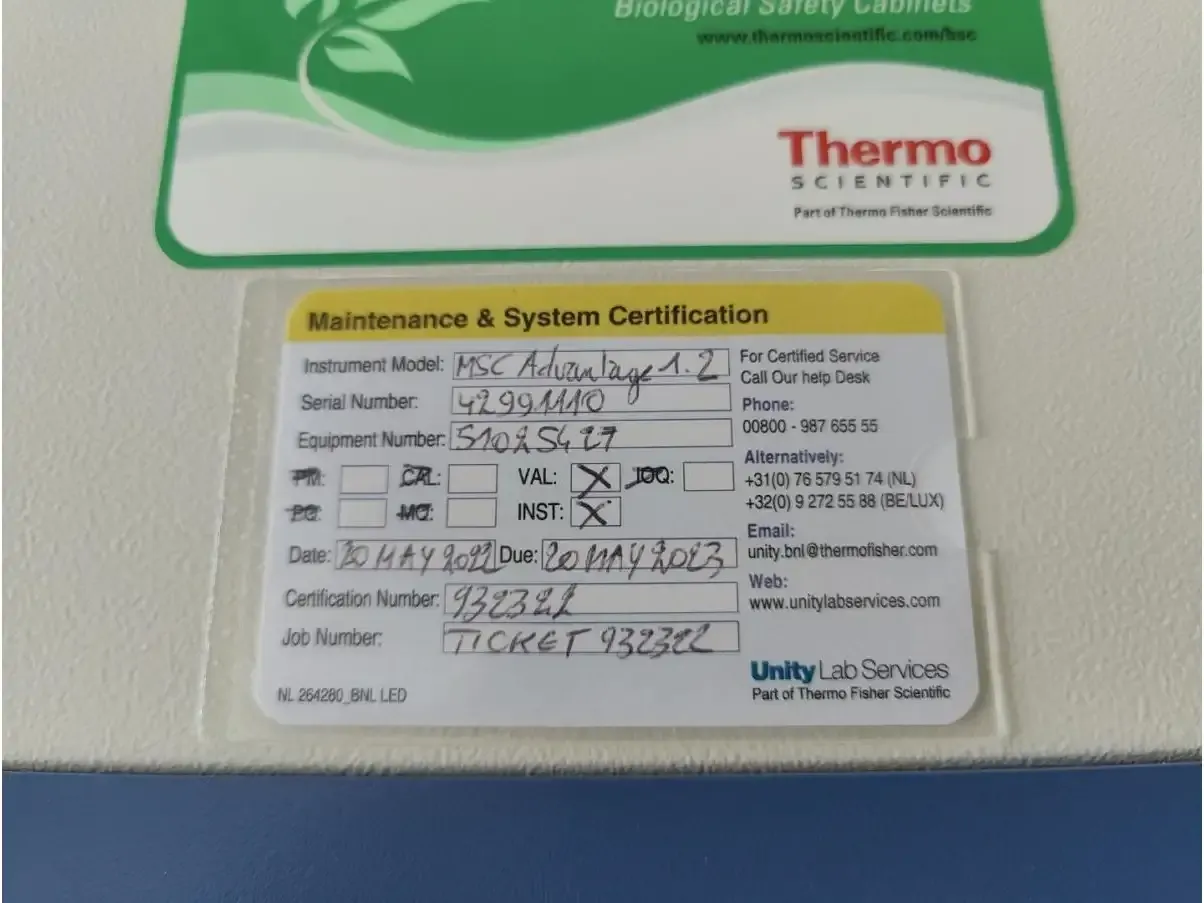 Biological Safety Cabinets
www.thermoscientific.com/bsc
Thermo
SCIENTIFIC
Part of Thermo Fisher Scientific
Maintenance & System Certification
Instrument Model: MSC Advantage 1.2
Serial Number: 42991110
Equipment Number: 51025427
PM: CAL: VAL: X IOQ:
PQ: MC: INST: X
Date: 20 MAY 2022 Due: 20 MAY 2023
Certification Number: 932322
Job Number: TICKET 932322
NL 264280_BNL LED
For Certified Service
Call Our help Desk
Phone:
00800 - 987 655 55
Alternatively:
+31(0) 76 579 51 74 (NL)
+32(0) 9 272 55 88 (BE/LUX)
Email:
unity.bnl@thermofisher.com
Web:
www.unitylabservices.com
Unity Lab Services
Part of Thermo Fisher Scientific